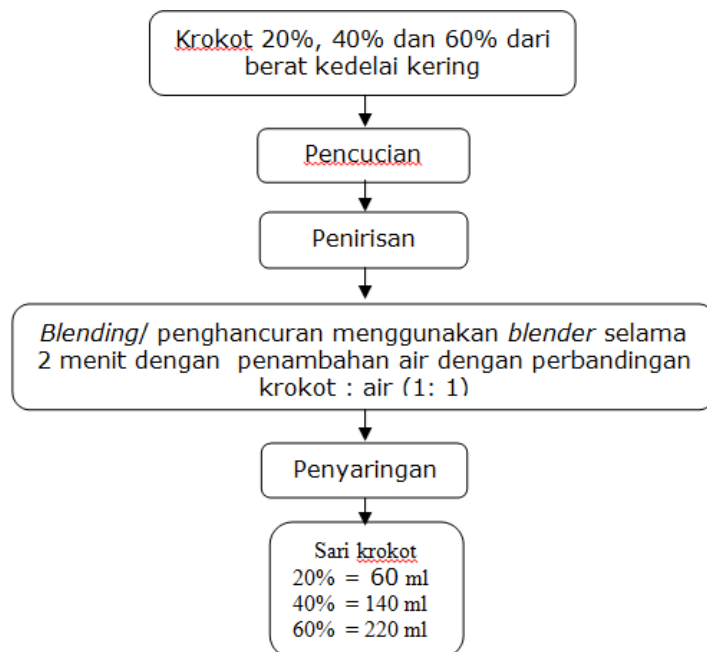 Krokot 20%, 40% dan 60% dari
berat kedelai kering
Pencucian
Penirisan
Blending/ penghancuran menggunakan blender selama
2 menit dengan  penambahan air dengan perbandingan
krokot : air (1: 1)
Penyaringan
Sari krokot
20% = 60 ml
40% = 140 ml
60% = 220 ml